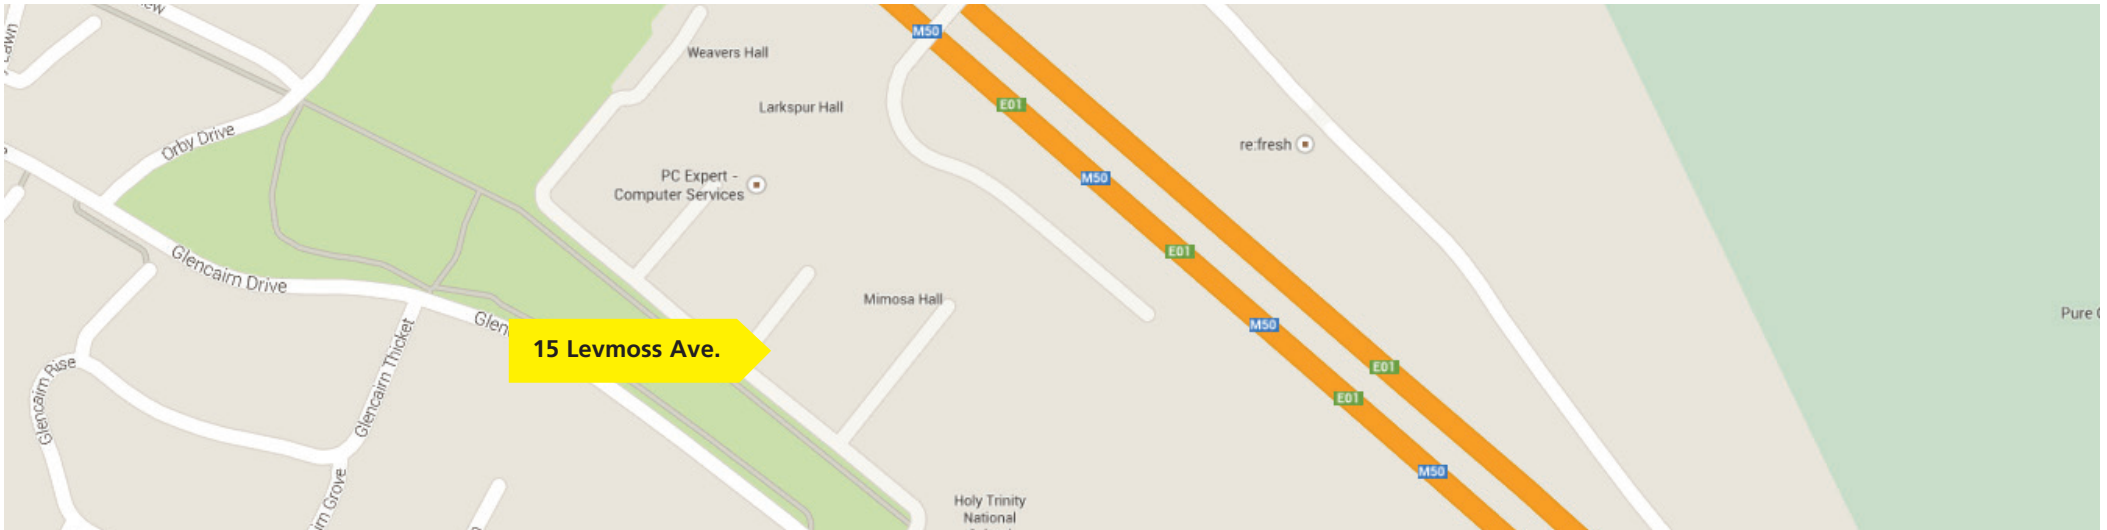 M50
Weavers Hall
E01
Larkspur Hall
Orby Drive
re:fresh
PC Expert -
Computer Services
M50
Glencairn Drive
E01
Mimosa Hall
Pure
Glen
M50
15 Levmoss Ave.
Glencairn Thicket
Glencairn Rise
E01
E01
M50
Holy Trinity
National